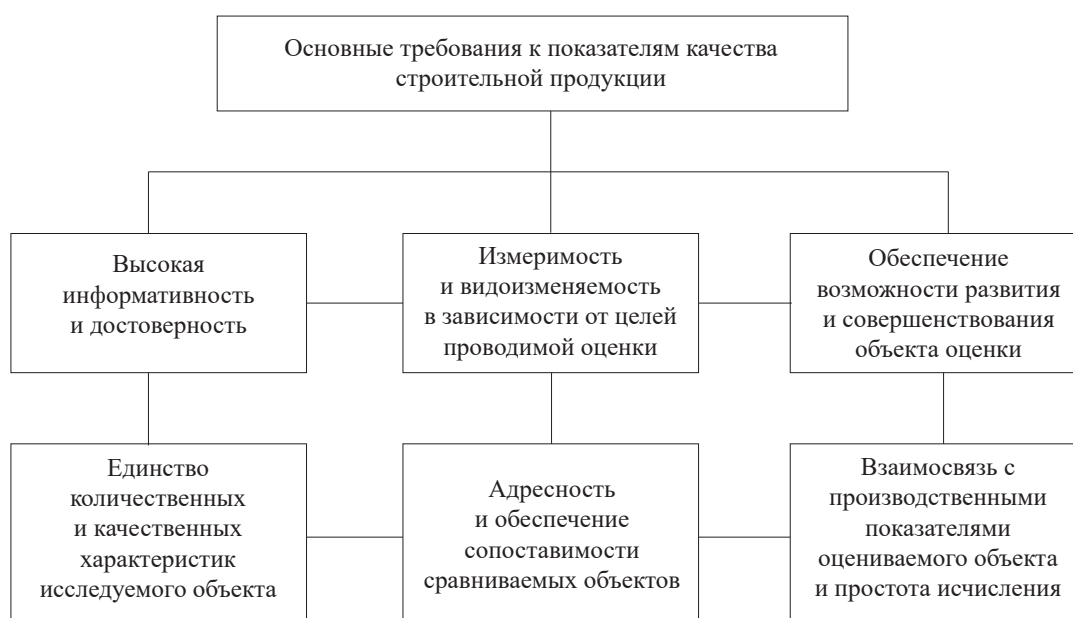 Основные требования к показателям качества
строительной продукции
Высокая
информативность
и достоверность
Измеримость
и видоизменяемость
в зависимости от целей
проводимой оценки
Обеспечение
возможности развития
и совершенствования
объекта оценки
Единство
количественных
и качественных
характеристик
исследуемого объекта
Адресность
и обеспечение
сопоставимости
сравниваемых объектов
Взаимосвязь с
производственными
показателями
оцениваемого объекта
и простота исчисления